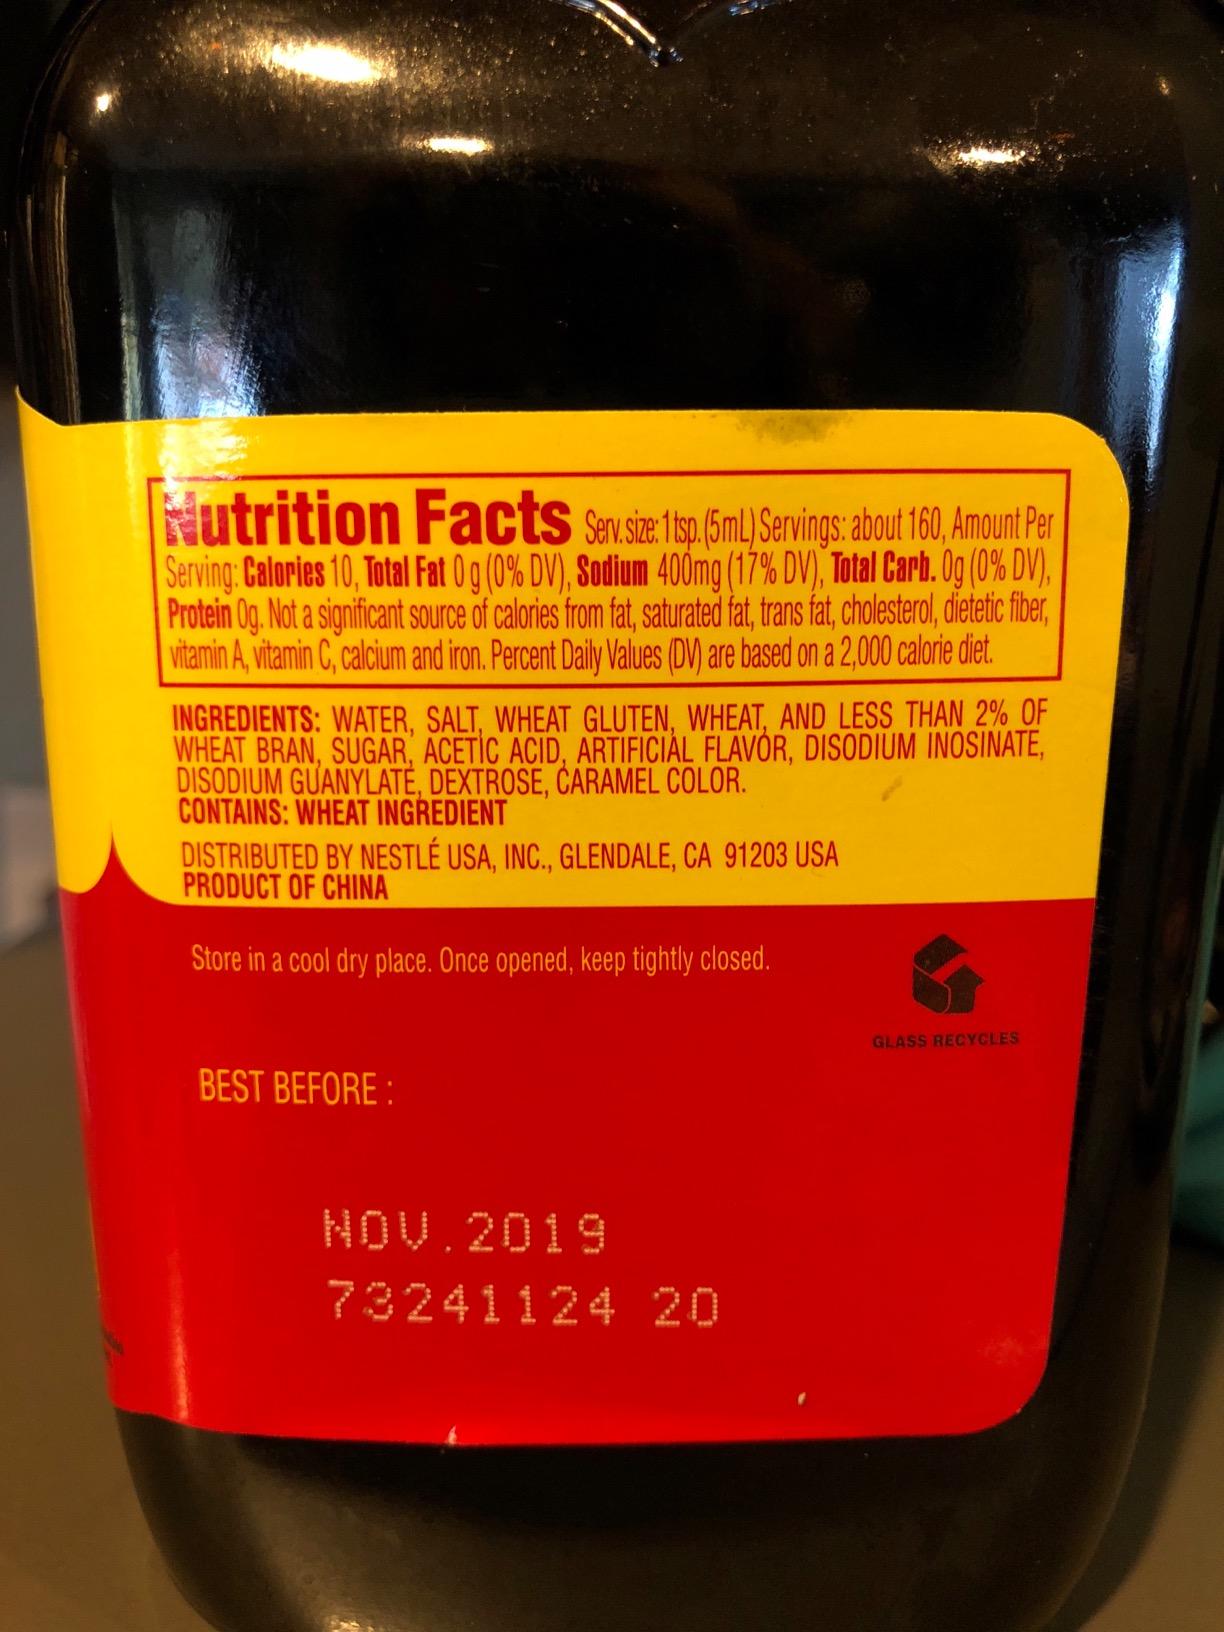 Nutrition Facts Serv. size: 1 tsp. (5mL) Servings: about 160, Amount Per
Serving: Calories 10, Total Fat 0 g (0% DV), Sodium 400mg (17% DV), Total Carb. 0g (0% DV),
Protein 0g. Not a significant source of calories from fat, saturated fat, trans fat, cholesterol, dietetic fiber,
vitamin A, vitamin C, calcium and iron. Percent Daily Values (DV) are based on a 2,000 calorie diet.
INGREDIENTS: WATER, SALT, WHEAT GLUTEN, WHEAT, AND LESS THAN 2% OF
WHEAT BRAN, SUGAR, ACETIC ACID, ARTIFICIAL FLAVOR, DISODIUM INOSINATE,
DISODIUM GUANYLATE, DEXTROSE, CARAMEL COLOR.
CONTAINS: WHEAT INGREDIENT
DISTRIBUTED BY NESTLÉ USA, INC., GLENDALE, CA 91203 USA
PRODUCT OF CHINA
Store in a cool dry place. Once opened, keep tightly closed.
GLASS RECYCLES
BEST BEFORE :
NOV.2019
73241124 20